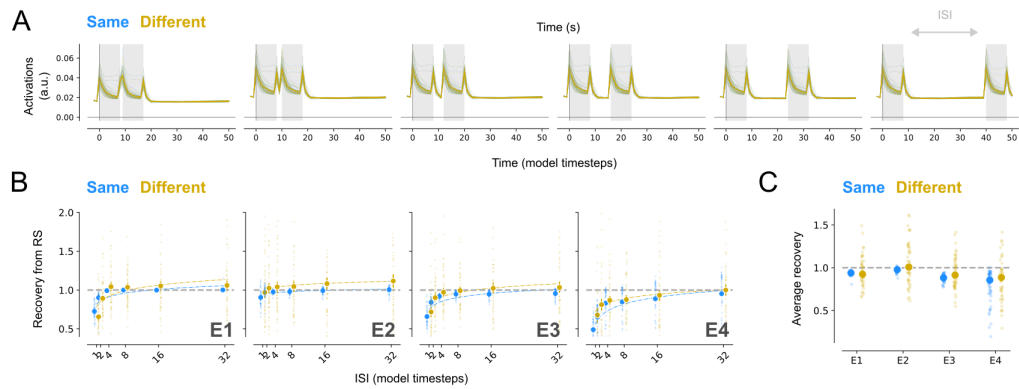 A
Same Different
Time (s)
ISI
Activations
(a.u.)
0.06
0.04
0.02
0.00
0 10 20 30 40 50
0 10 20 30 40 50
0 10 20 30 40 50
0 10 20 30 40 50
0 10 20 30 40 50
0 10 20 30 40 50
Time (model timesteps)
B
Same Different
Recovery from RS
2.0
1.5
1.0
0.5
E1
E2
E3
E4
1 2 4 8 16 32
1 2 4 8 16 32
1 2 4 8 16 32
1 2 4 8 16 32
ISI (model timesteps)
C
Same Different
Average recovery
1.5
1.0
0.5
E1 E2 E3 E4